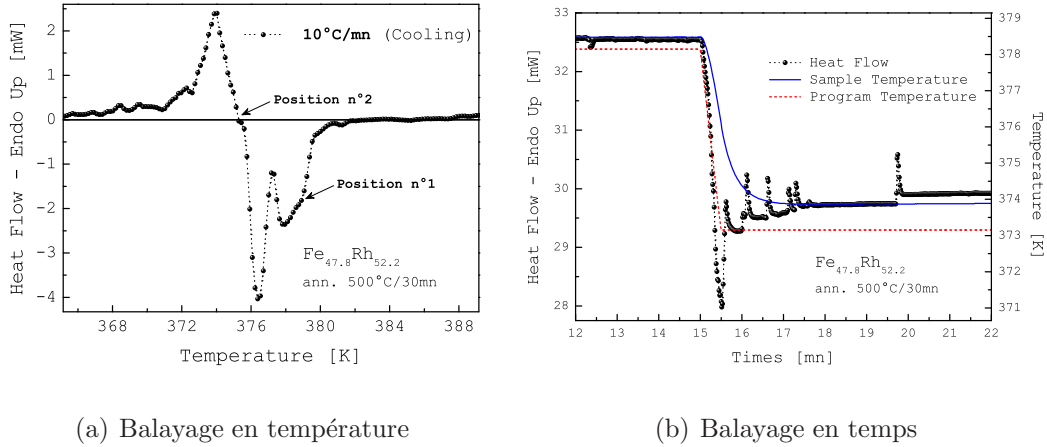 Heat Flow - Endo Up [mW]
2
1
0
-1
-2
-3
-4
10°C/mn (Cooling)
Position n°2
Position n°1
Fe47.8Rh52.2
ann. 500°C/30mn
368 372 376 380 384 388
Temperature [K]
(a) Balayage en température
Heat Flow - Endo Up [mW]
33
32
31
30
29
28
Heat Flow
Sample Temperature
Program Temperature
Fe47.8Rh52.2
ann. 500°C/30mn
379
378
377
376
375
374
373
372
371
Temperature [K]
12 13 14 15 16 17 18 19 20 21 22
Times [mn]
(b) Balayage en temps